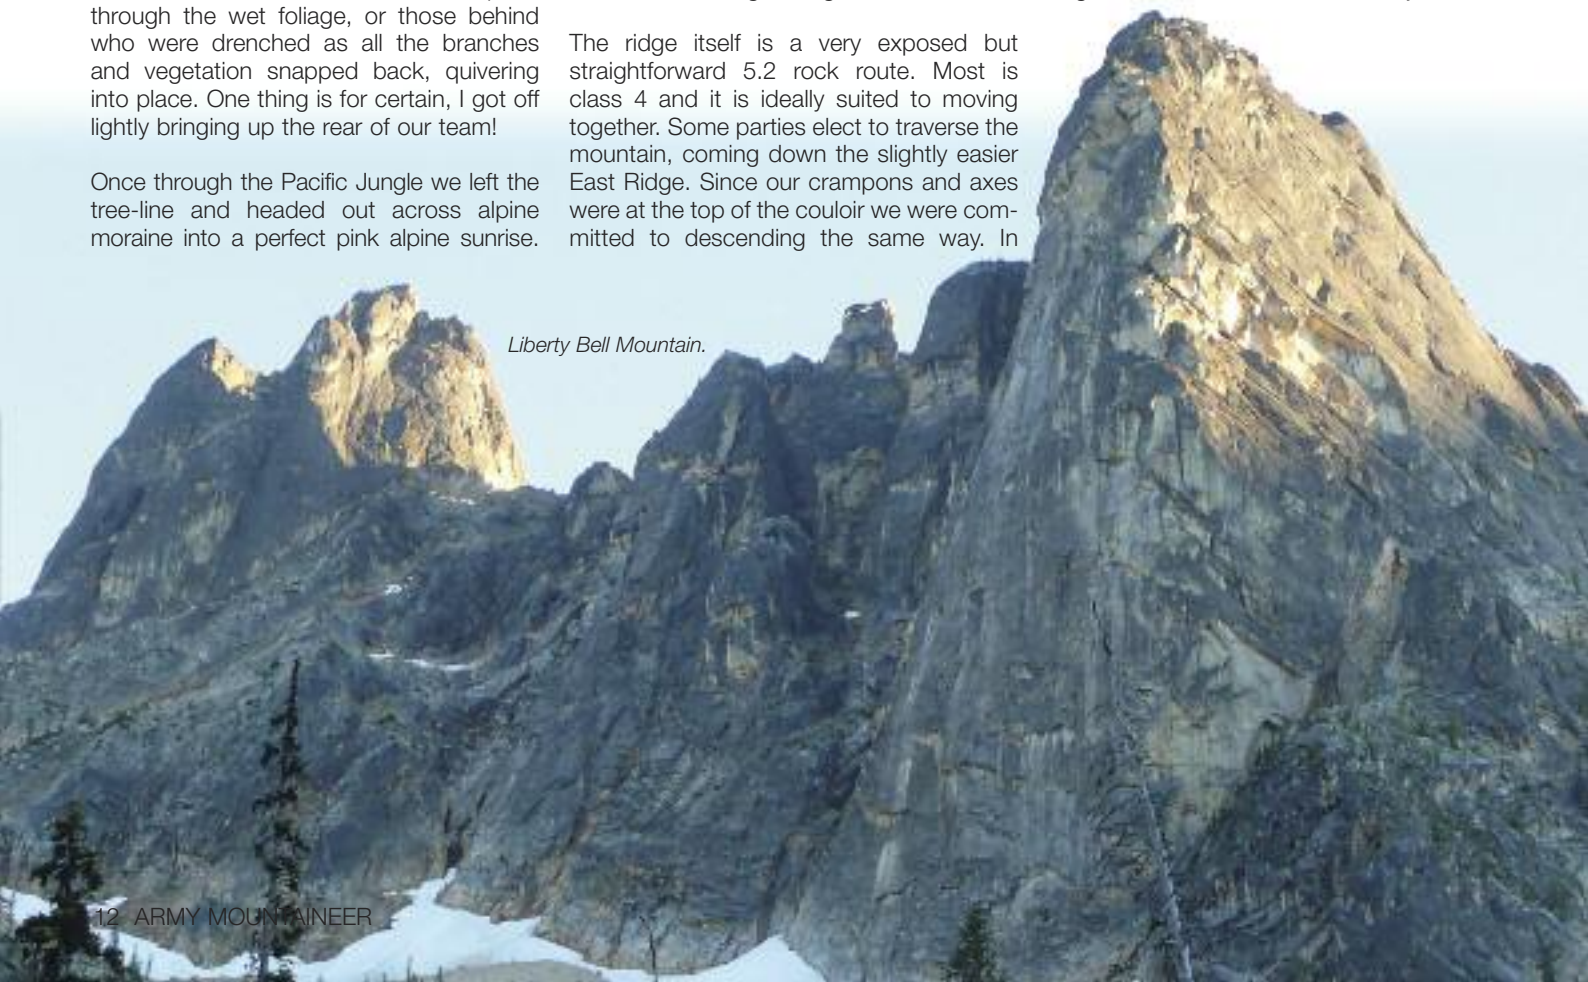 through the wet foliage, or those behind
who were drenched as all the branches
and vegetation snapped back, quivering
into place. One thing is for certain, I got off
lightly bringing up the rear of our team!
Once through the Pacific Jungle we left the
tree-line and headed out across alpine
moraine into a perfect pink alpine sunrise.
The ridge itself is a very exposed but
straightforward 5.2 rock route. Most is
class 4 and it is ideally suited to moving
together. Some parties elect to traverse the
mountain, coming down the slightly easier
East Ridge. Since our crampons and axes
were at the top of the couloir we were com-
mitted to descending the same way. In
Liberty Bell Mountain.
12 ARMY MOUNTAINEER